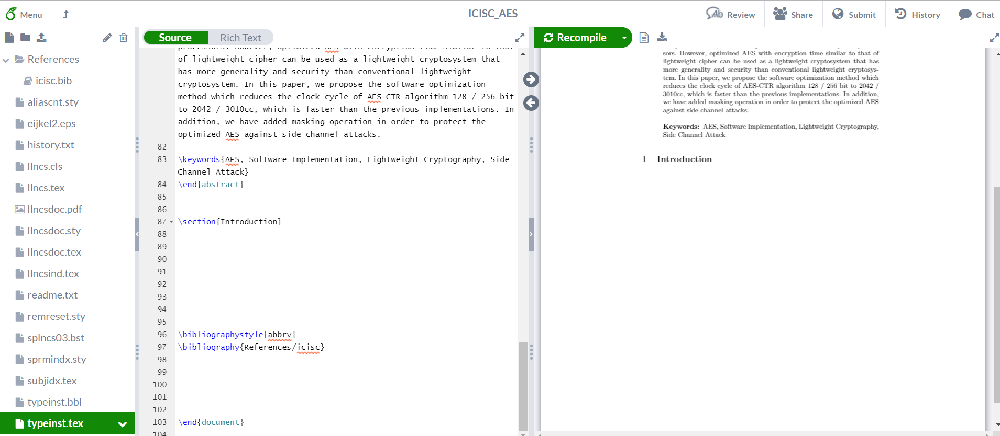 Menu
ICISC_AES
Review
Share
Submit
History
Chat
Source
Rich Text
Recompile
References
icisc.bib
aliascnt.sty
eijkel2.eps
history.txt
llncs.cls
llncs.tex
llncsdoc.pdf
llncsdoc.sty
llncsdoc.tex
llncsind.tex
readme.txt
remreset.sty
splncs03.bst
sprmindx.sty
subjidx.tex
typeinst.bbl
typeinst.tex
processors. However, optimized AES with encryption time similar to that
of lightweight cipher can be used as a lightweight cryptosystem that
has more generality and security than conventional lightweight
cryptosystem. In this paper, we propose the software optimization
method which reduces the clock cycle of AES-CTR algorithm 128 / 256 bit
to 2042 / 3010cc, which is faster than the previous implementations. In
addition, we have added masking operation in order to protect the
optimized AES against side channel attacks.
82
83 \keywords{AES, Software Implementation, Lightweight Cryptography, Side
Channel Attack}
84 \end{abstract}
85
86
87 \section{Introduction}
88
89
90
91
92
93
94
95
96 \bibliographystyle{abbrv}
97 \bibliography{References/icisc}
98
99
100
101
102
103 \end{document}
104
sors. However, optimized AES with encryption time similar to that of
lightweight cipher can be used as a lightweight cryptosystem that has
more generality and security than conventional lightweight cryptosys-
tem. In this paper, we propose the software optimization method which
reduces the clock cycle of AES-CTR algorithm 128 / 256 bit to 2042 /
3010cc, which is faster than the previous implementations. In addition,
we have added masking operation in order to protect the optimized AES
against side channel attacks.
Keywords: AES, Software Implementation, Lightweight Cryptography,
Side Channel Attack
1 Introduction